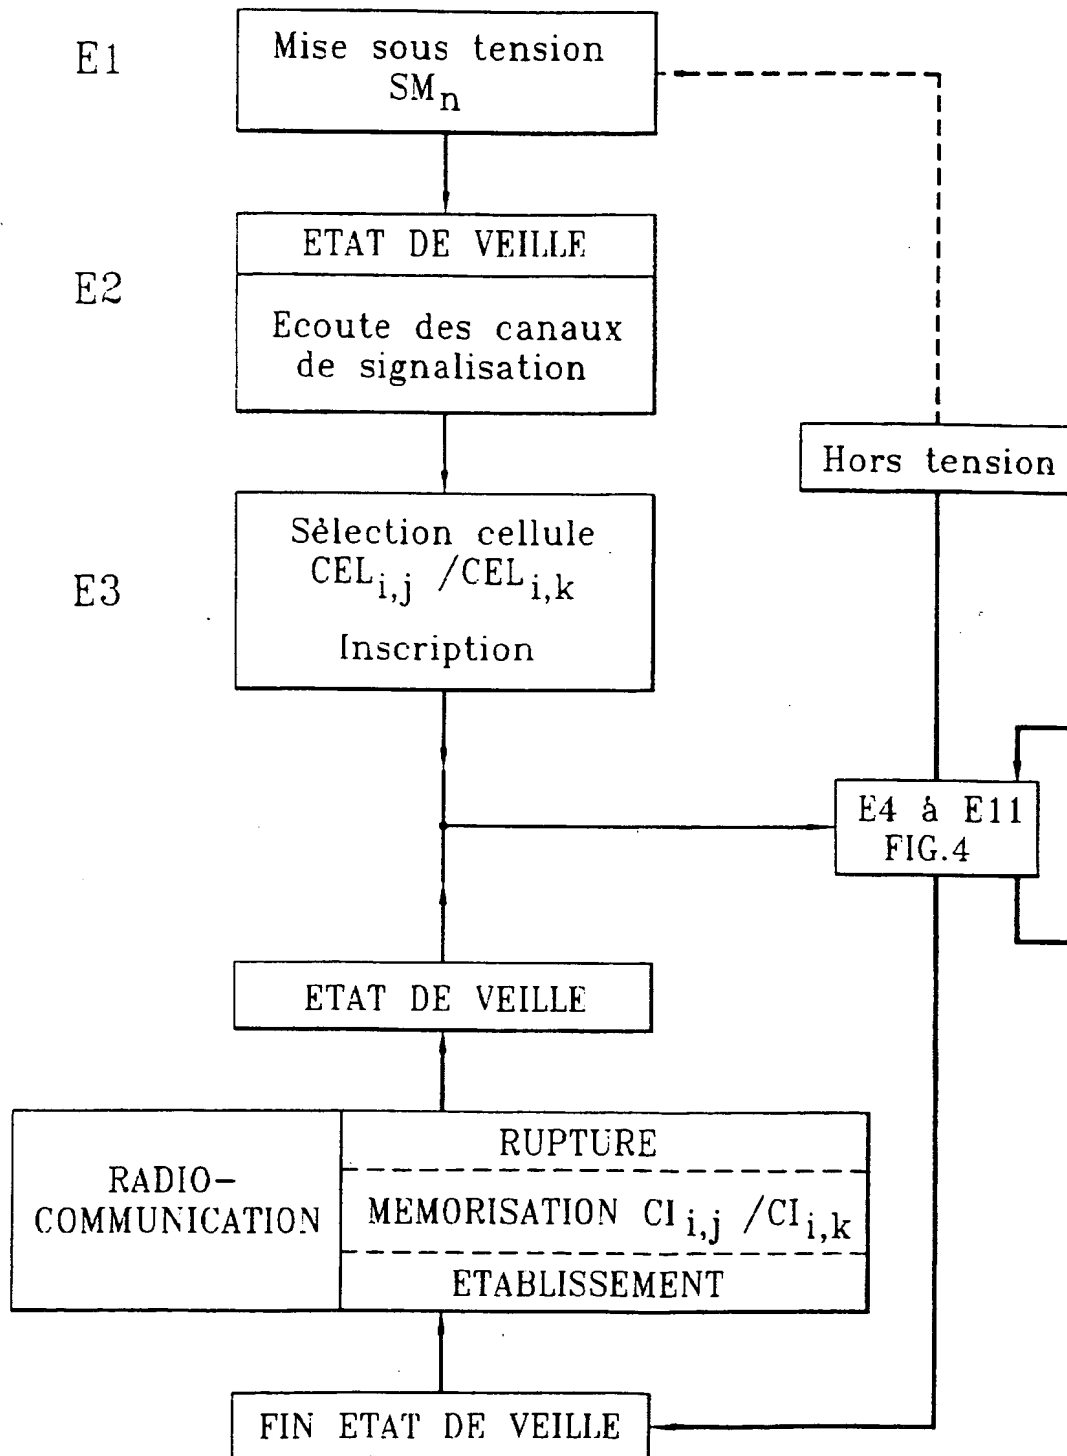 E1
Mise sous tension
SMn
ETAT DE VEILLE
E2
Ecoute des canaux
de signalisation
Hors tension
E3
Sélection cellule
CELi,j /CELi,k
Inscription
E4 à E11
FIG.4
ETAT DE VEILLE
RADIO-
COMMUNICATION
RUPTURE
MEMORISATION CIi,j /CIi,k
ETABLISSEMENT
FIN ETAT DE VEILLE